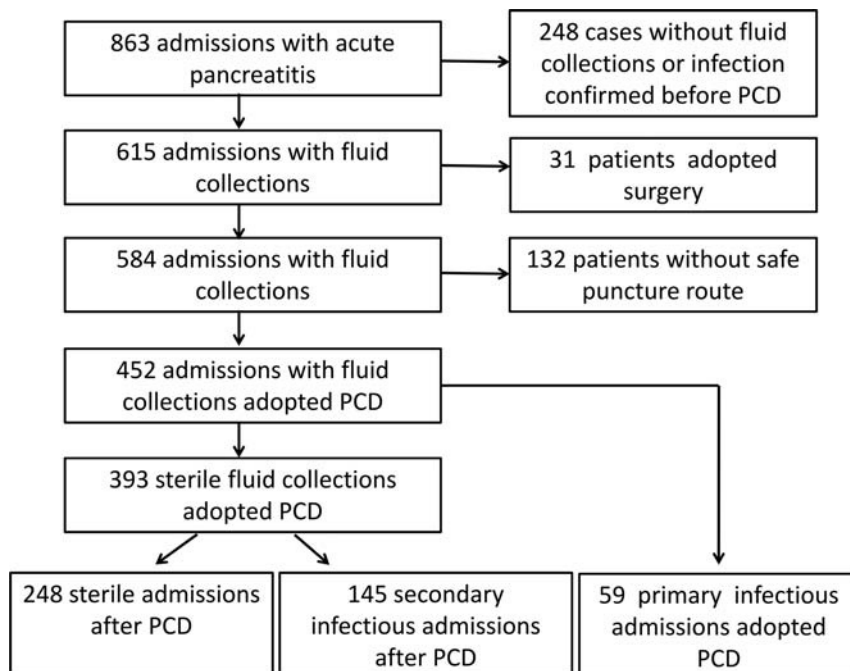 863 admissions with acute
pancreatitis
248 cases without fluid
collections or infection
confirmed before PCD
615 admissions with fluid
collections
31 patients adopted
surgery
584 admissions with fluid
collections
132 patients without safe
puncture route
452 admissions with fluid
collections adopted PCD
393 sterile fluid collections
adopted PCD
248 sterile admissions
after PCD
145 secondary
infectious admissions
after PCD
59 primary infectious
admissions adopted
PCD